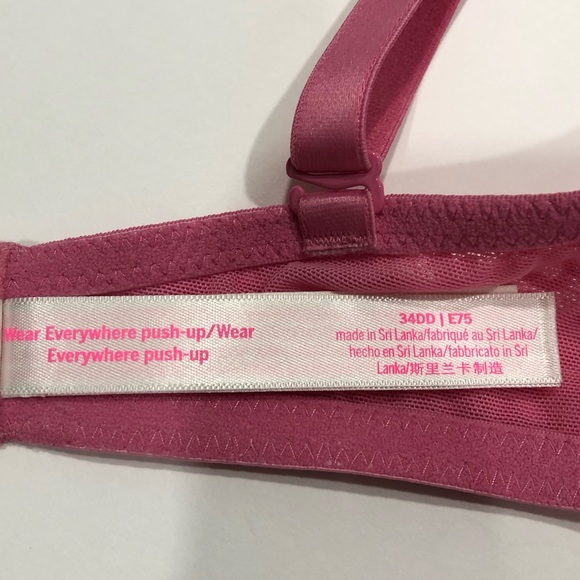 Wear Everywhere push-up/Wear
Everywhere push-up
34DD | E75
made in Sri Lanka/fabriqué au Sri Lanka/
hecho en Sri Lanka/fabbricato in Sri
Lanka/斯里兰卡制造